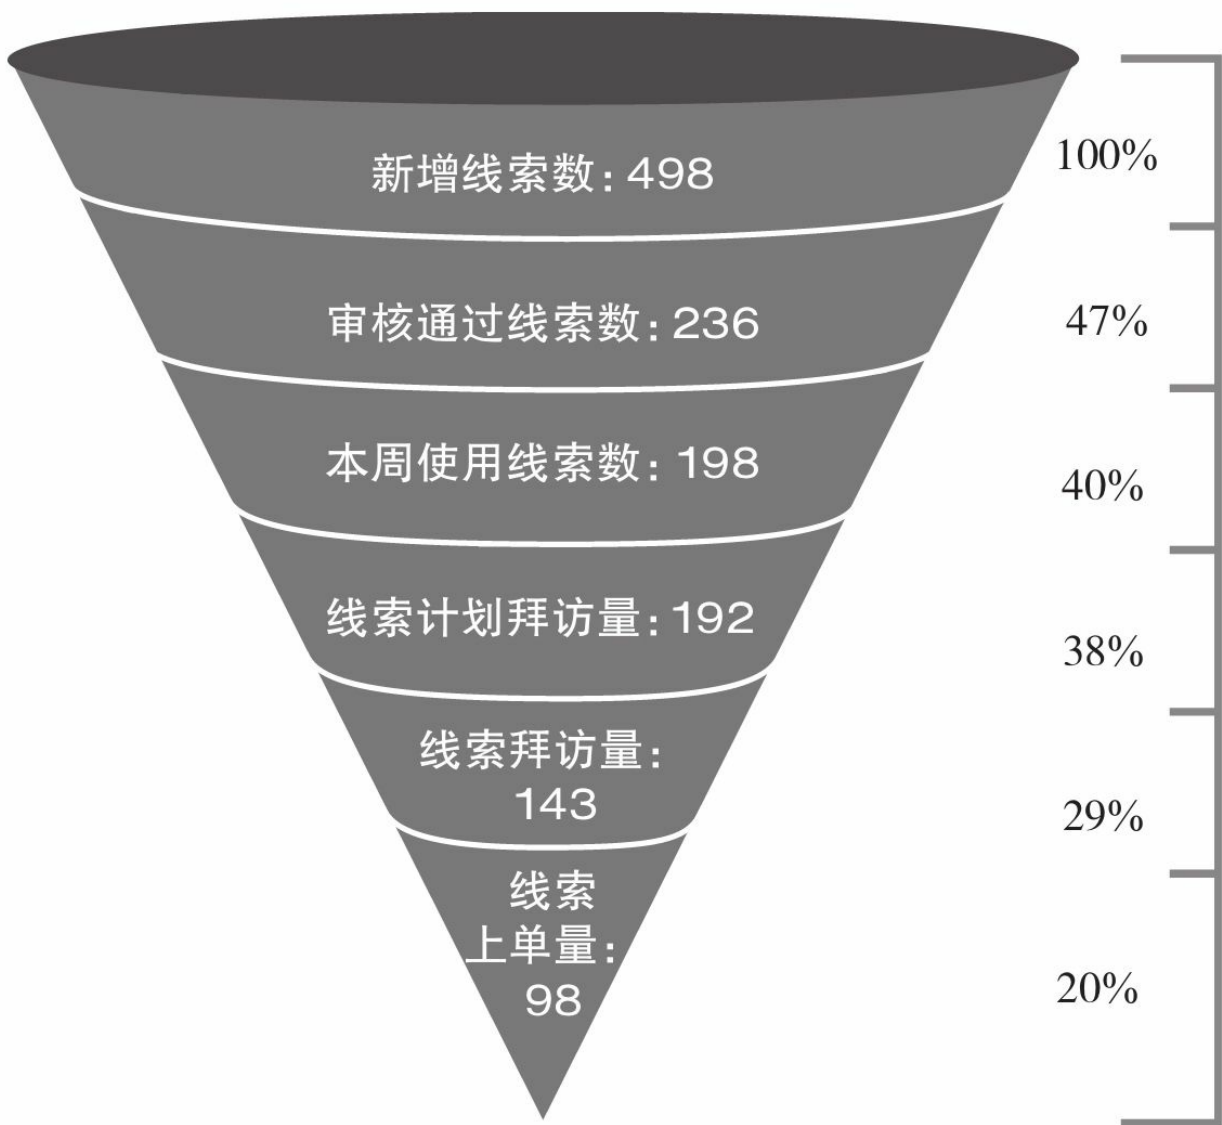 新增线索数：498
100%
审核通过线索数：236
47%
本周使用线索数：198
40%
线索计划拜访量：192
38%
线索拜访量：
143
29%
线索
上单量：
98
20%